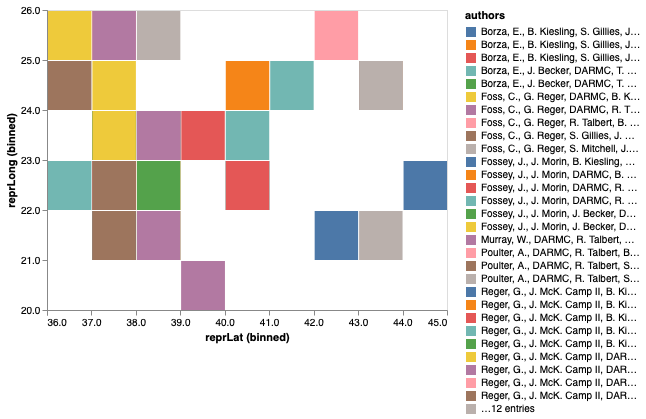 26.0
25.0
24.0
23.0
22.0
21.0
20.0
reprLong (binned)
36.0 37.0 38.0 39.0 40.0 41.0 42.0 43.0 44.0 45.0
reprLat (binned)
authors
Borza, E., B. Kiesling, S. Gillies, J…
Borza, E., B. Kiesling, S. Gillies, J…
Borza, E., B. Kiesling, S. Gillies, J…
Borza, E., J. Becker, DARMC, T. …
Borza, E., J. Becker, DARMC, T. …
Foss, C., G. Reger, DARMC, B. K…
Foss, C., G. Reger, DARMC, R. T…
Foss, C., G. Reger, R. Talbert, B. …
Foss, C., G. Reger, S. Gillies, J. …
Foss, C., G. Reger, S. Mitchell, J.…
Fossey, J., J. Morin, B. Kiesling, …
Fossey, J., J. Morin, DARMC, B. …
Fossey, J., J. Morin, DARMC, R. …
Fossey, J., J. Morin, DARMC, R. …
Fossey, J., J. Morin, J. Becker, D…
Fossey, J., J. Morin, J. Becker, D…
Murray, W., DARMC, R. Talbert, …
Poulter, A., DARMC, R. Talbert, B…
Poulter, A., DARMC, R. Talbert, S…
Poulter, A., DARMC, R. Talbert, S…
Reger, G., J. McK. Camp II, B. Ki…
Reger, G., J. McK. Camp II, B. Ki…
Reger, G., J. McK. Camp II, B. Ki…
Reger, G., J. McK. Camp II, B. Ki…
Reger, G., J. McK. Camp II, B. Ki…
Reger, G., J. McK. Camp II, DAR…
Reger, G., J. McK. Camp II, DAR…
Reger, G., J. McK. Camp II, DAR…
Reger, G., J. McK. Camp II, DAR…
…12 entries